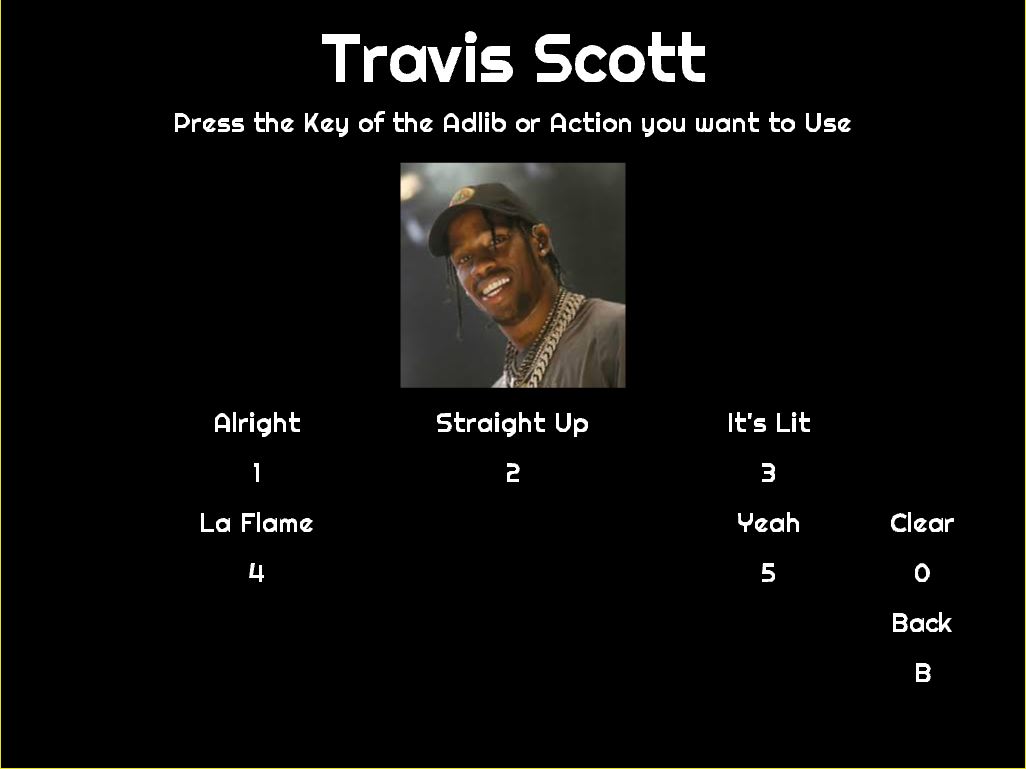 Travis Scott
Press the Key of the Adlib or Action you want to Use
Alright Straight Up It's Lit
1 2 3
La Flame Yeah Clear
4 5 0
Back
B